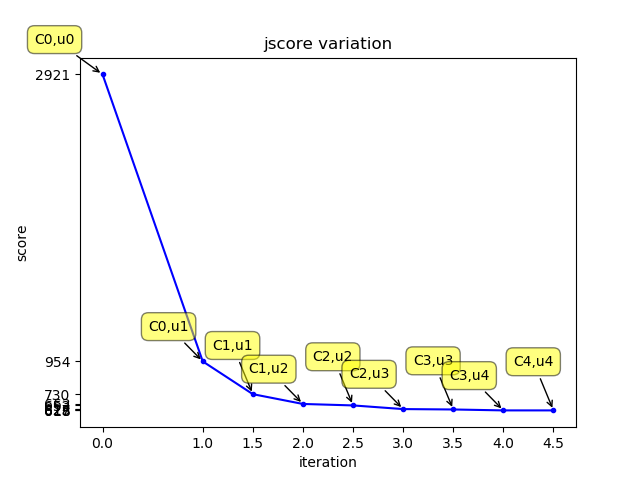 jscore variation
C0,u0
2921
score
C0,u1
C1,u1
C1,u2
C2,u2
C2,u3
C3,u3
C3,u4
C4,u4
954
730
0.0 1.0 1.5 2.0 2.5 3.0 3.5 4.0 4.5
iteration